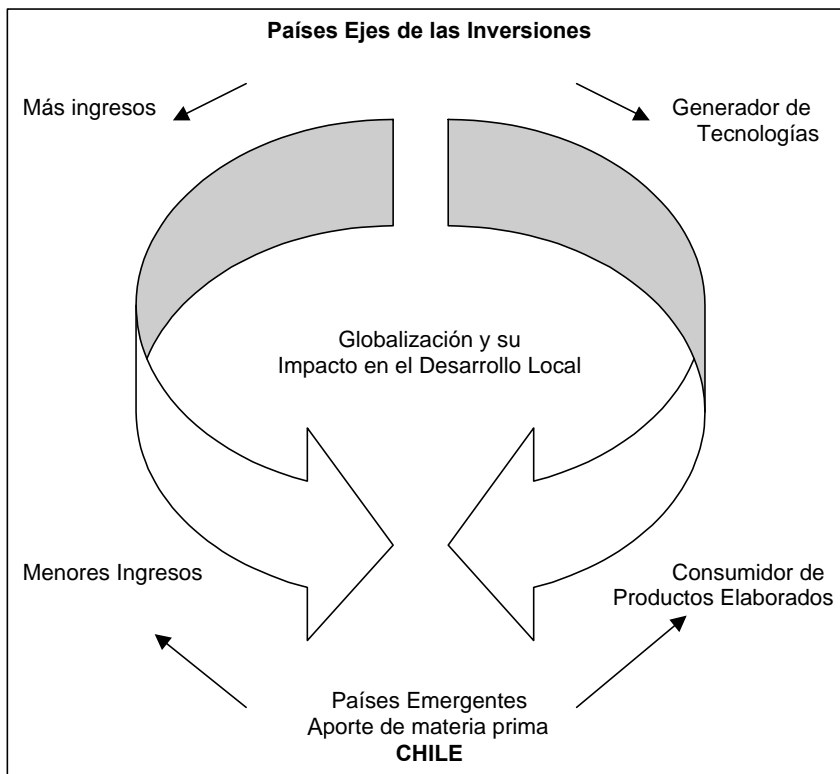 Países Ejes de las Inversiones
Más ingresos
Generador de
Tecnologías
Globalización y su
Impacto en el Desarrollo Local
Menores Ingresos
Consumidor de
Productos Elaborados
Países Emergentes
Aporte de materia prima
CHILE